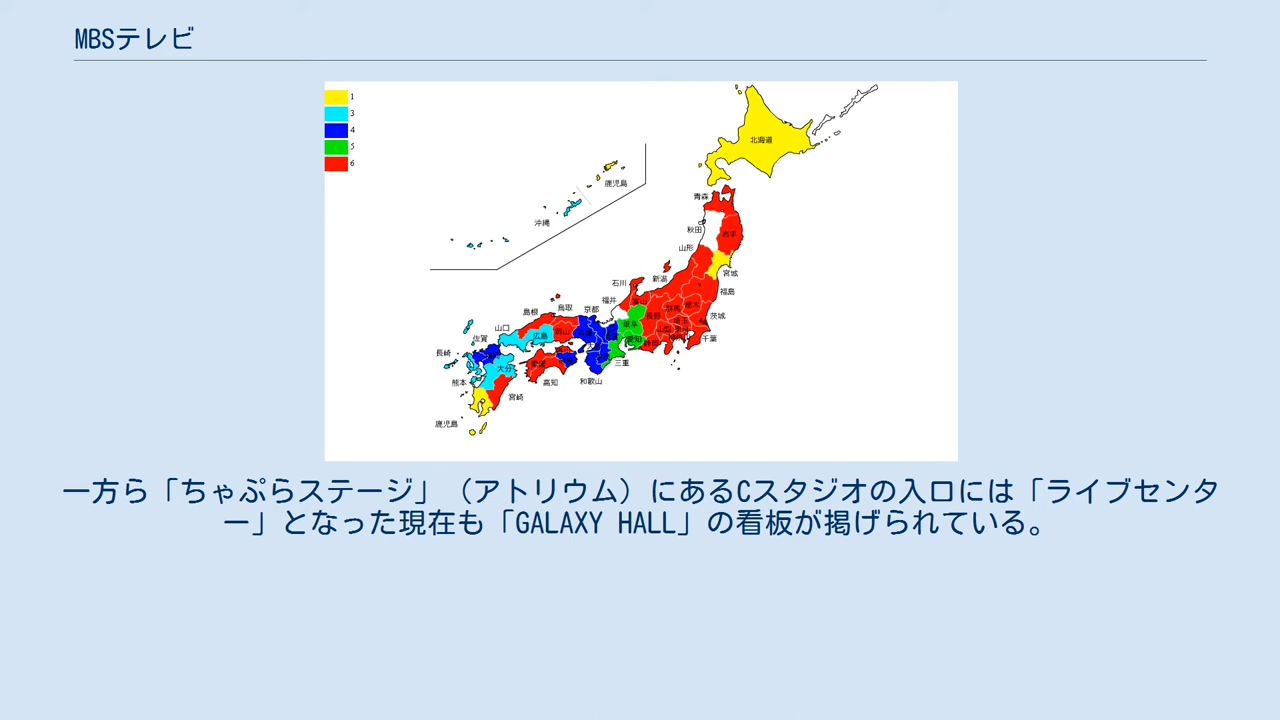 MBSテレビ
1
3
4
5
6
北海道
鹿児島
沖縄
青森
秋田
岩手
山形
宮城
新潟
福島
石川
富山
福井
群馬
栃木
長野
茨城
埼玉
山梨
千葉
静岡
岐阜
愛知
三重
京都
鳥取
島根
岡山
広島
山口
和歌山
高知
愛媛
佐賀
長崎
大分
熊本
宮崎
鹿児島
一方ら「ちゃぷらステージ」（アトリウム）にあるCスタジオの入口には「ライブセンタ
ー」となった現在も「GALAXY HALL」の看板が掲げられている。